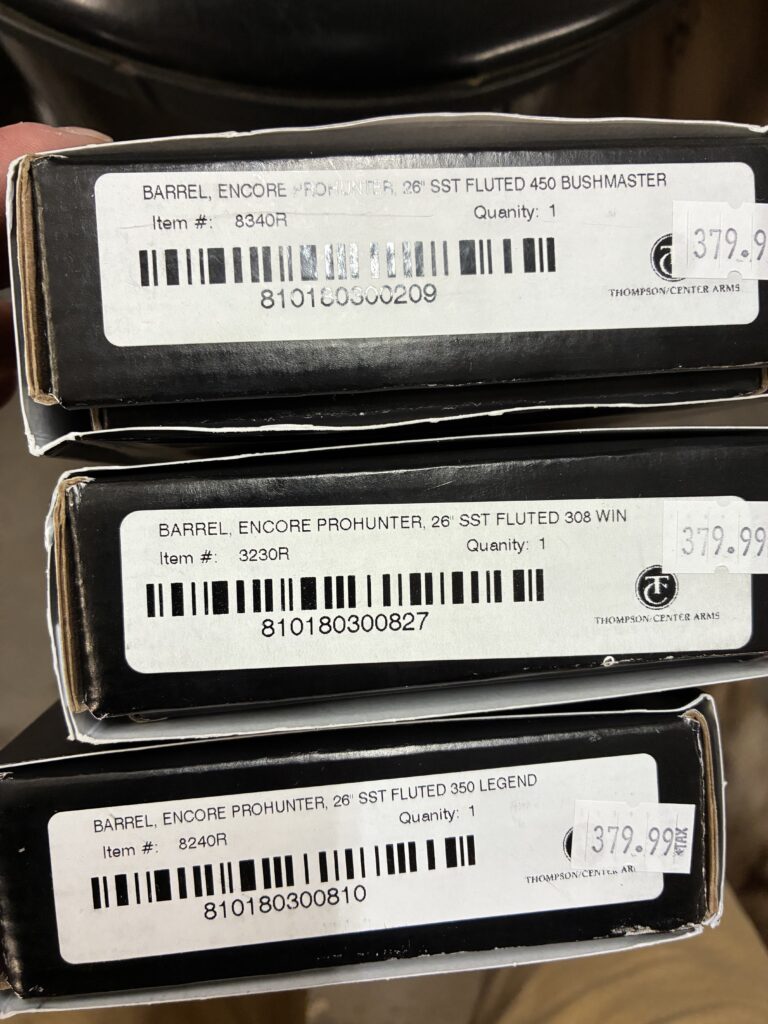 BARREL, ENCORE PROHUNTER, 26" SST FLUTED 450 BUSHMASTER
Item #: 8340R Quanity: 1
379.9
810180300209
THOMPSON/CENTER ARMS
BARREL, ENCORE PROHUNTER, 26" SST FLUTED 308 WIN
Item #: 3230R Quanity: 1
379.99
810180300827
THOMPSON/CENTER ARMS
BARREL, ENCORE PROHUNTER, 26" SST FLUTED 350 LEGEND
Item #: 8240R Quanity: 1
379.99 +TAX
810180300810
THOMPSON/CENTER AR